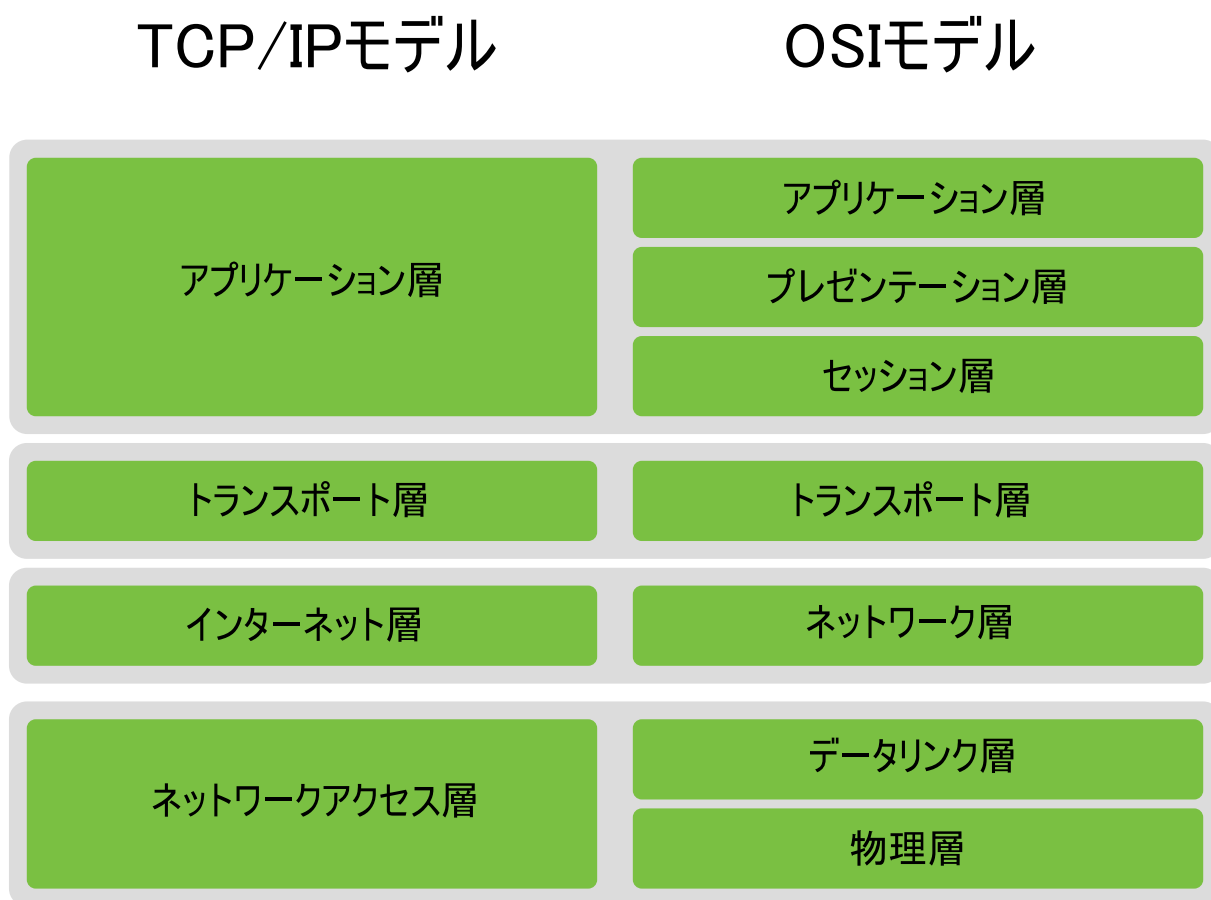 TCP/IPモデル
OSIモデル
アプリケーション層
アプリケーション層
プレゼンテーション層
セッション層
トランスポート層
トランスポート層
インターネット層
ネットワーク層
ネットワークアクセス層
データリンク層
物理層